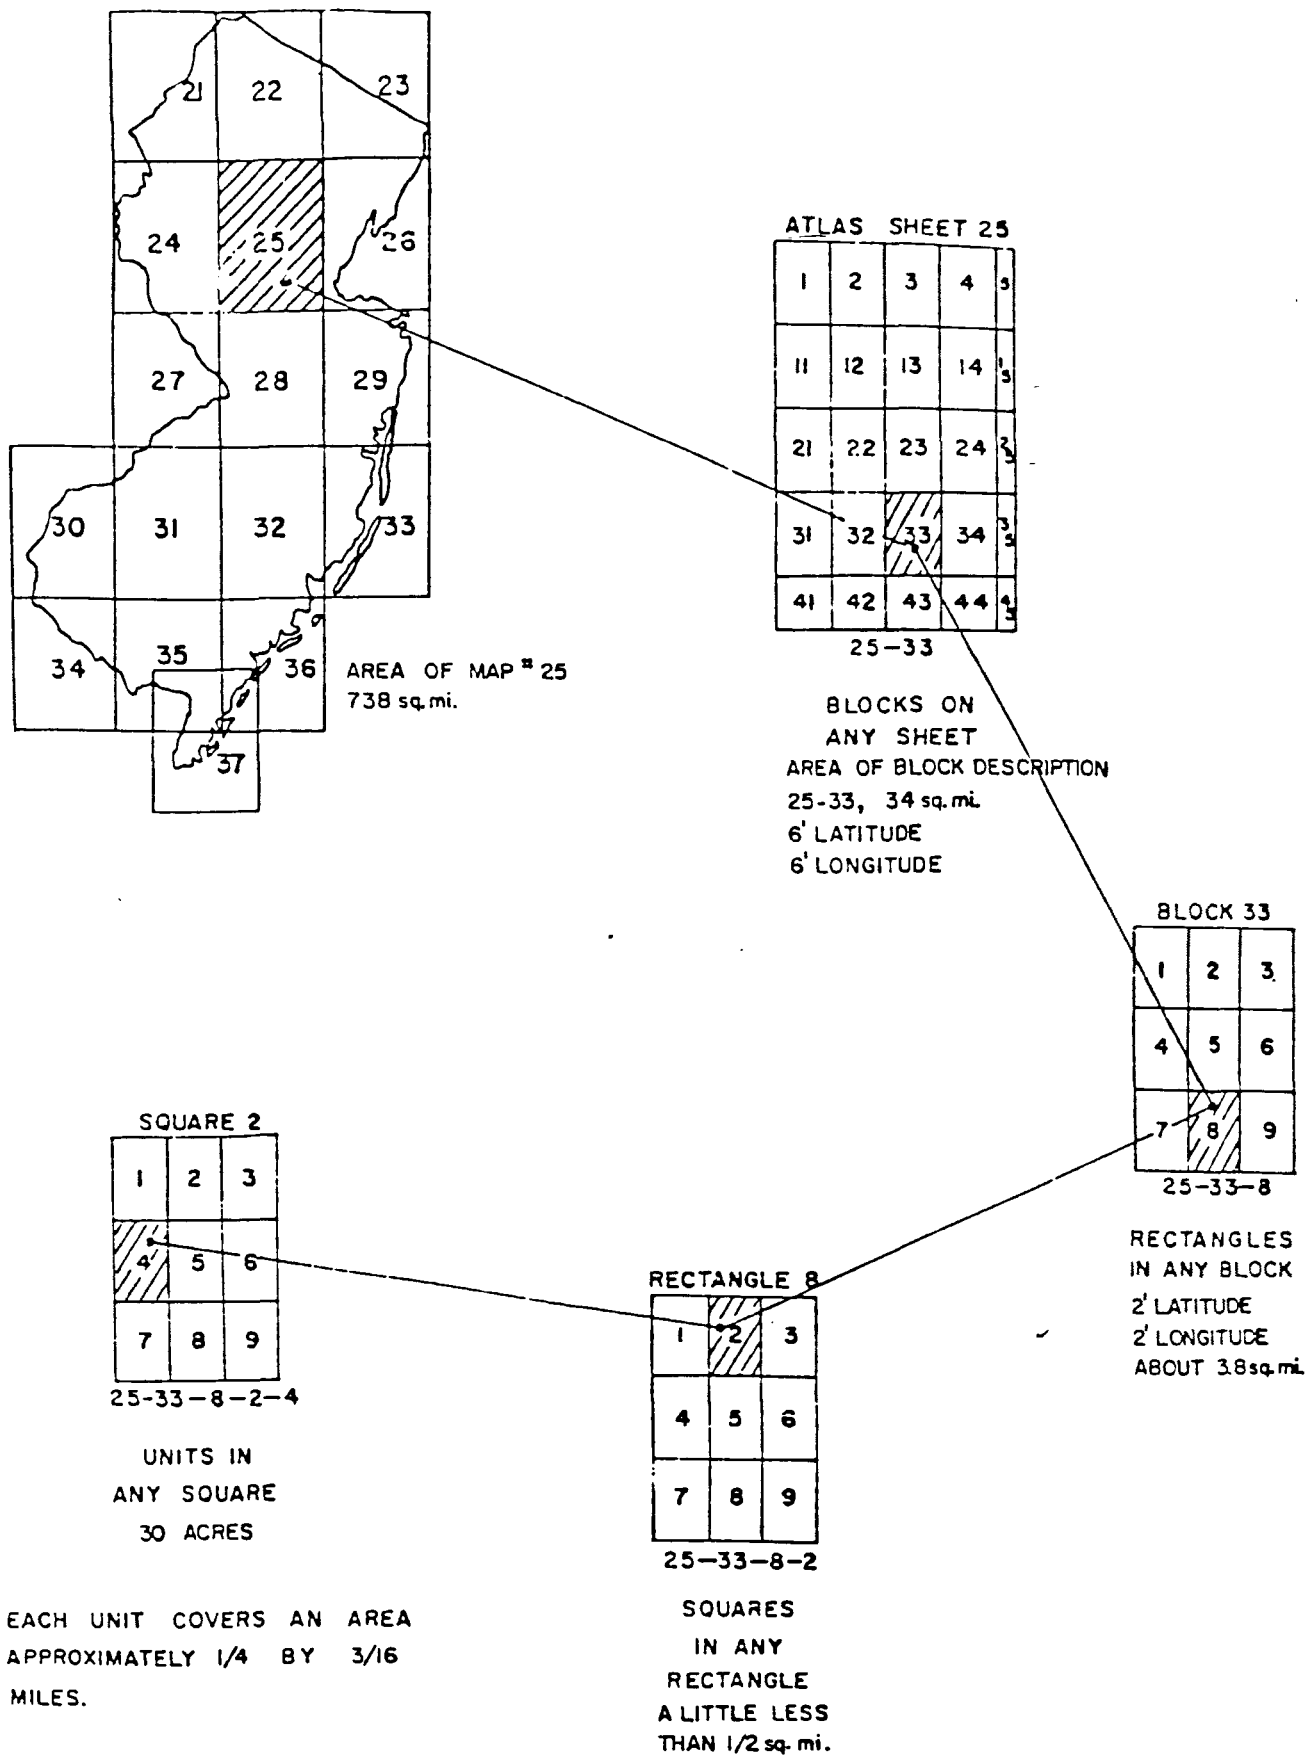 21 22 23
24 25 26
27 28 29
30 31 32 33
34 35 36
37
AREA OF MAP # 25
738 sq. mi.
ATLAS SHEET 25
1 2 3 4 5
11 12 13 14 15
21 22 23 24 25
31 32 33 34 35
41 42 43 44 45
25-33
BLOCKS ON
ANY SHEET
AREA OF BLOCK DESCRIPTION
25-33, 34 sq. mi.
6' LATITUDE
6' LONGITUDE
BLOCK 33
1 2 3
4 5 6
7 8 9
25-33-8
RECTANGLES
IN ANY BLOCK
2' LATITUDE
2' LONGITUDE
ABOUT 3.8 sq. mi.
RECTANGLE 8
1 2 3
4 5 6
7 8 9
25-33-8-2
SQUARES
IN ANY
RECTANGLE
A LITTLE LESS
THAN 1/2 sq. mi.
SQUARE 2
1 2 3
4 5 6
7 8 9
25-33-8-2-4
UNITS IN
ANY SQUARE
30 ACRES
EACH UNIT COVERS AN AREA
APPROXIMATELY 1/4 BY 3/16
MILES.